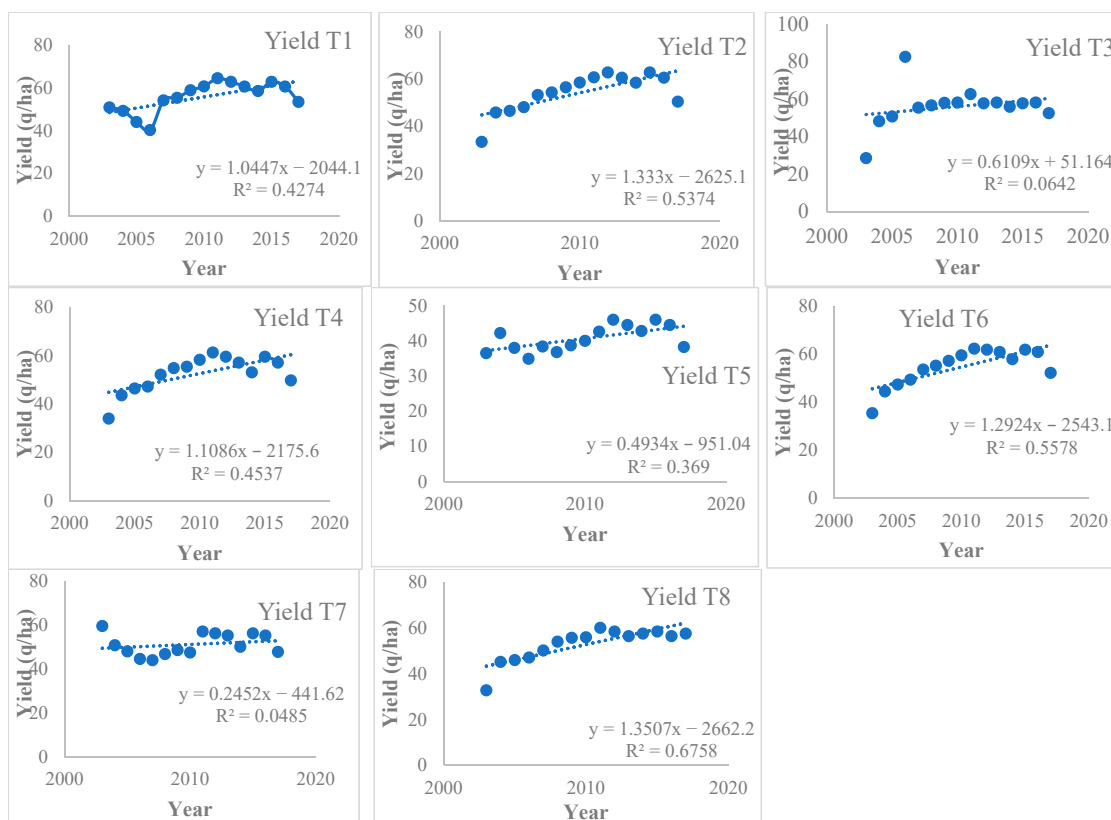 Yield T1
Yield (q/ha)
80
60
40
20
0
y = 1.0447x − 2044.1
R² = 0.4274
2000 2005 2010 2015 2020
Year
Yield T2
Yield (q/ha)
80
60
40
20
0
y = 1.333x − 2625.1
R² = 0.5374
2000 2010 2020
Year
Yield T3
Yield (q/ha)
100
80
60
40
20
0
y = 0.6109x + 51.164
R² = 0.0642
2000 2005 2010 2015 2020
Year
Yield T4
Yield (q/ha)
80
60
40
20
0
y = 1.1086x − 2175.6
R² = 0.4537
2000 2005 2010 2015 2020
Year
Yield T5
Yield (q/ha)
50
40
30
20
10
0
y = 0.4934x − 951.04
R² = 0.369
2000 2010 2020
Year
Yield T6
Yield (q/ha)
80
60
40
20
0
y = 1.2924x − 2543.1
R² = 0.5578
2000 2005 2010 2015 2020
Year
Yield T7
Yield (q/ha)
80
60
40
20
0
y = 0.2452x − 441.62
R² = 0.0485
2000 2010 2020
Year
Yield T8
Yield (q/ha)
80
60
40
20
0
y = 1.3507x − 2662.2
R² = 0.6758
2000 2005 2010 2015 2020
Year